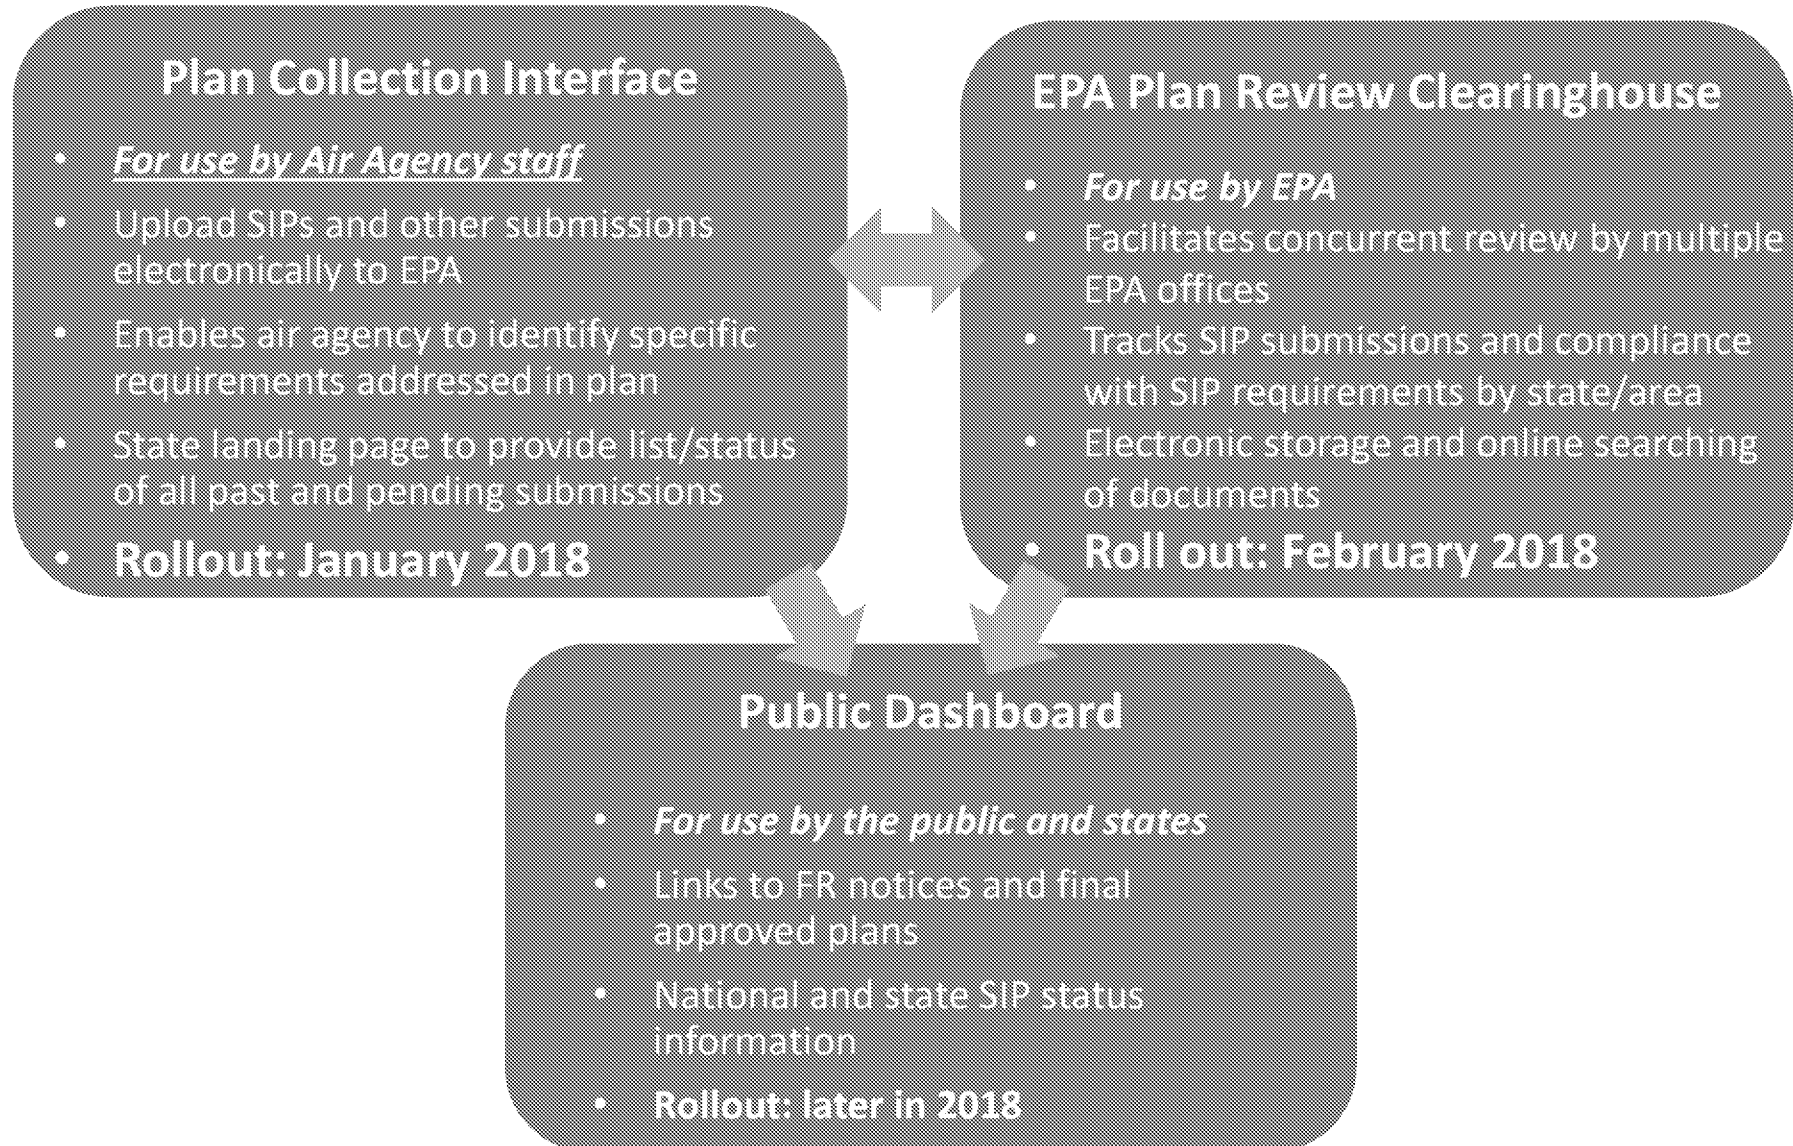 Plan Collection Interface
• For use by Air Agency staff
• Upload SIPs and other submissions
electronically to EPA
• Enables air agency to identify specific
requirements addressed in plan
• State landing page to provide list/status
of all past and pending submissions
• Rollout: January 2018
EPA Plan Review Clearinghouse
• For use by EPA
• Facilitates concurrent review by multiple
EPA offices
• Tracks SIP submissions and compliance
with SIP requirements by state/area
• Electronic storage and online searching
of documents
• Roll out: February 2018
Public Dashboard
• For use by the public and states
• Links to FR notices and final
approved plans
• National and state SIP status
information
• Rollout: later in 2018